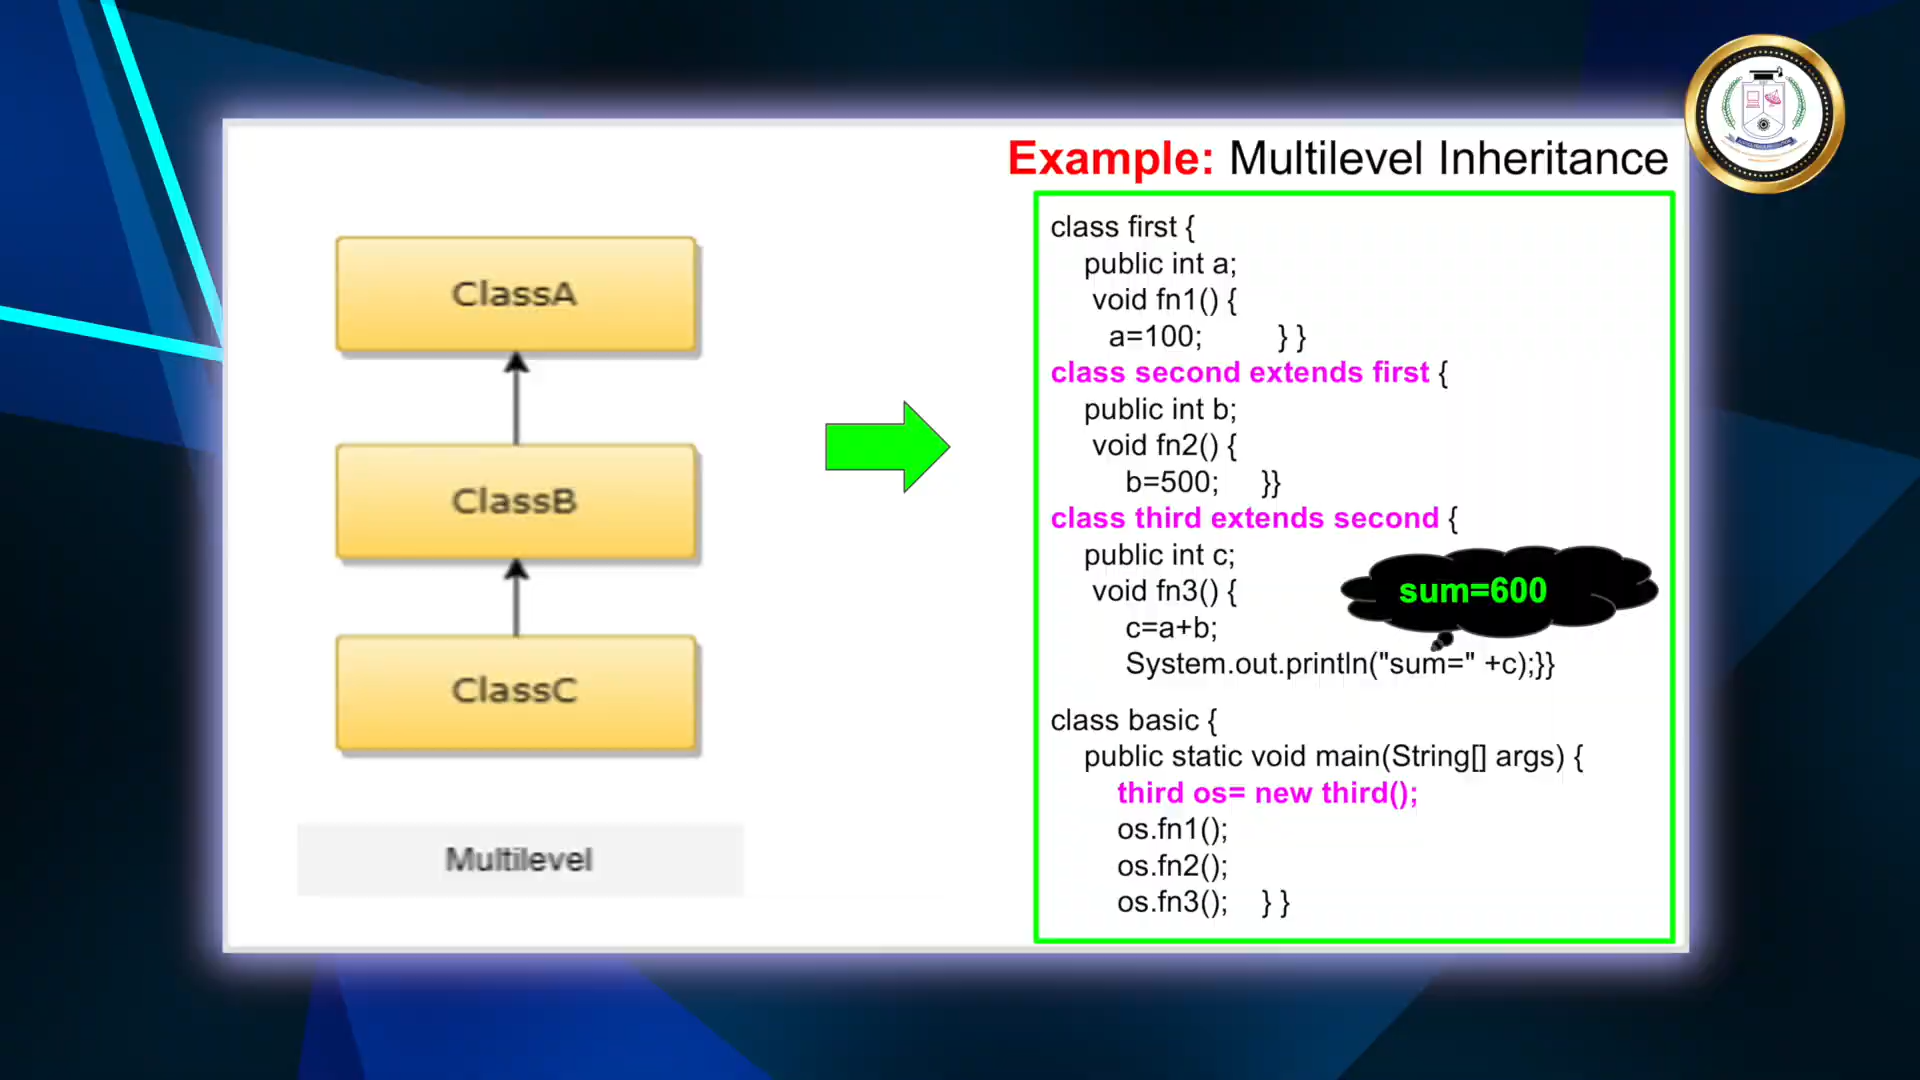 Example: Multilevel Inheritance
ClassA
ClassB
ClassC
Multilevel
class first {
public int a;
void fn1() {
a=100; } }
class second extends first {
public int b;
void fn2() {
b=500; }}
class third extends second {
public int c;
void fn3() {
c=a+b;
System.out.println("sum=" +c);}}
sum=600
class basic {
public static void main(String[] args) {
third os= new third();
os.fn1();
os.fn2();
os.fn3(); } }